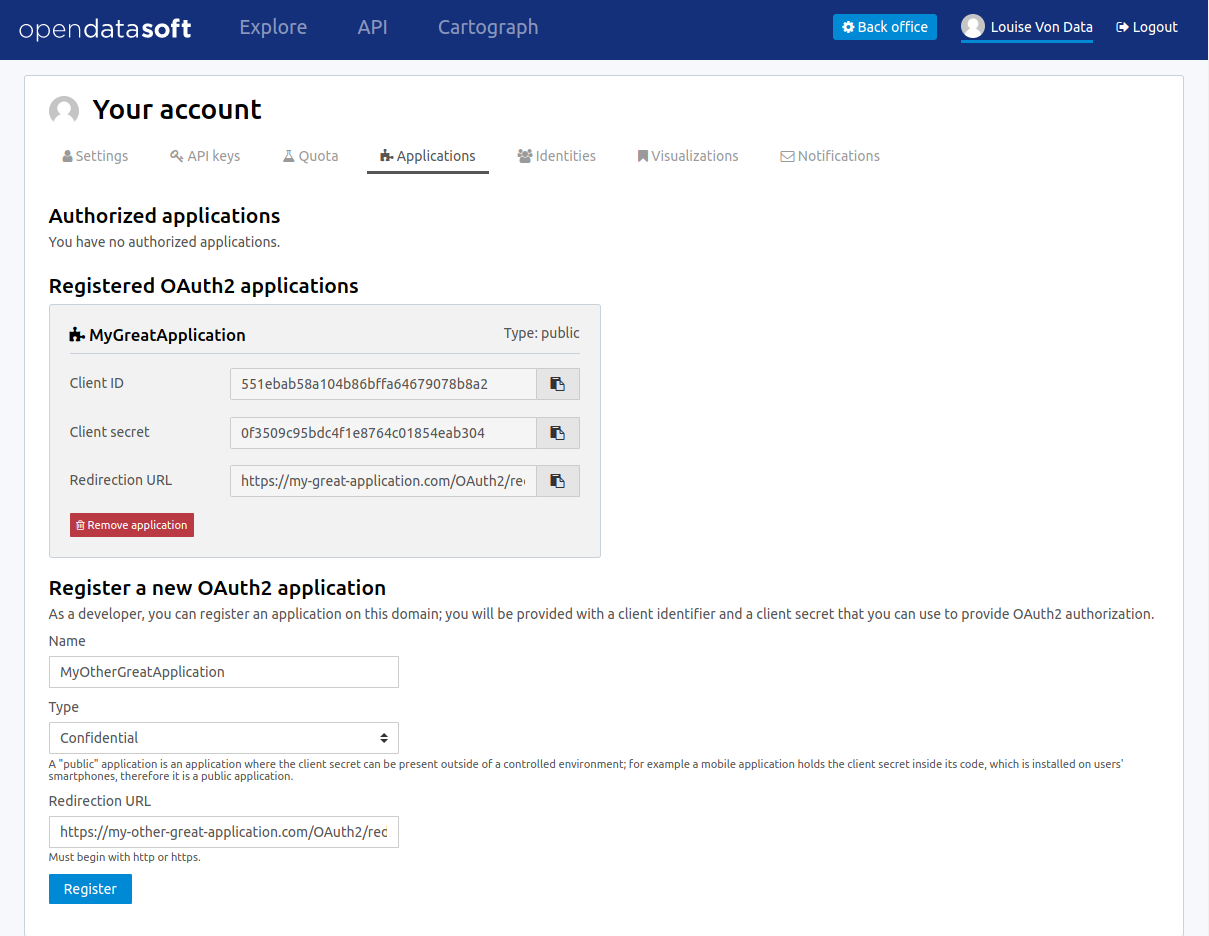 opendatasoft Explore API Cartograph Back office Louise Von Data Logout
Your account
Settings API keys Quota Applications Identities Visualizations Notifications
Authorized applications
You have no authorized applications.
Registered OAuth2 applications
MyGreatApplication Type: public
Client ID 551ebab58a104b86bffa64679078b8a2
Client secret 0f3509c95bdc4f1e8764c01854eab304
Redirection URL https://my-great-application.com/OAuth2/re
Remove application
Register a new OAuth2 application
As a developer, you can register an application on this domain; you will be provided with a client identifier and a client secret that you can use to provide OAuth2 authorization.
Name
MyOtherGreatApplication
Type
Confidential
A "public" application is an application where the client secret can be present outside of a controlled environment; for example a mobile application holds the client secret inside its code, which is installed on users'
smartphones, therefore it is a public application.
Redirection URL
https://my-other-great-application.com/OAuth2/red
Must begin with http or https.
Register